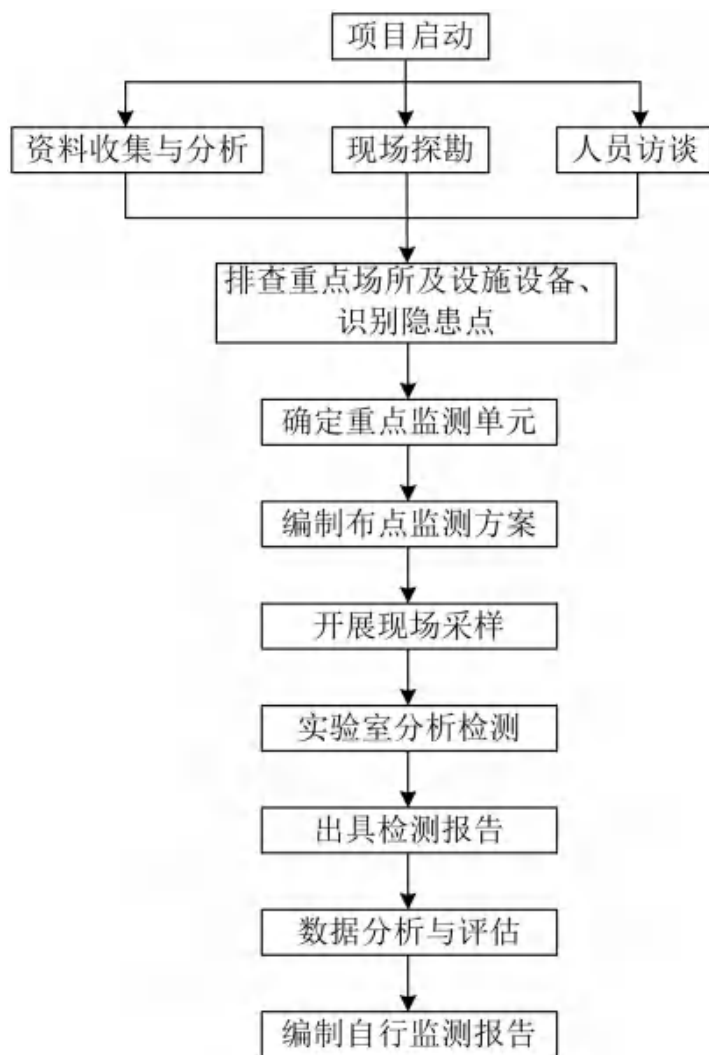 项目启动
资料收集与分析
现场探勘
人员访谈
排查重点场所及设施设备、
识别隐患点
确定重点监测单元
编制布点监测方案
开展现场采样
实验室分析检测
出具检测报告
数据分析与评估
编制自行监测报告